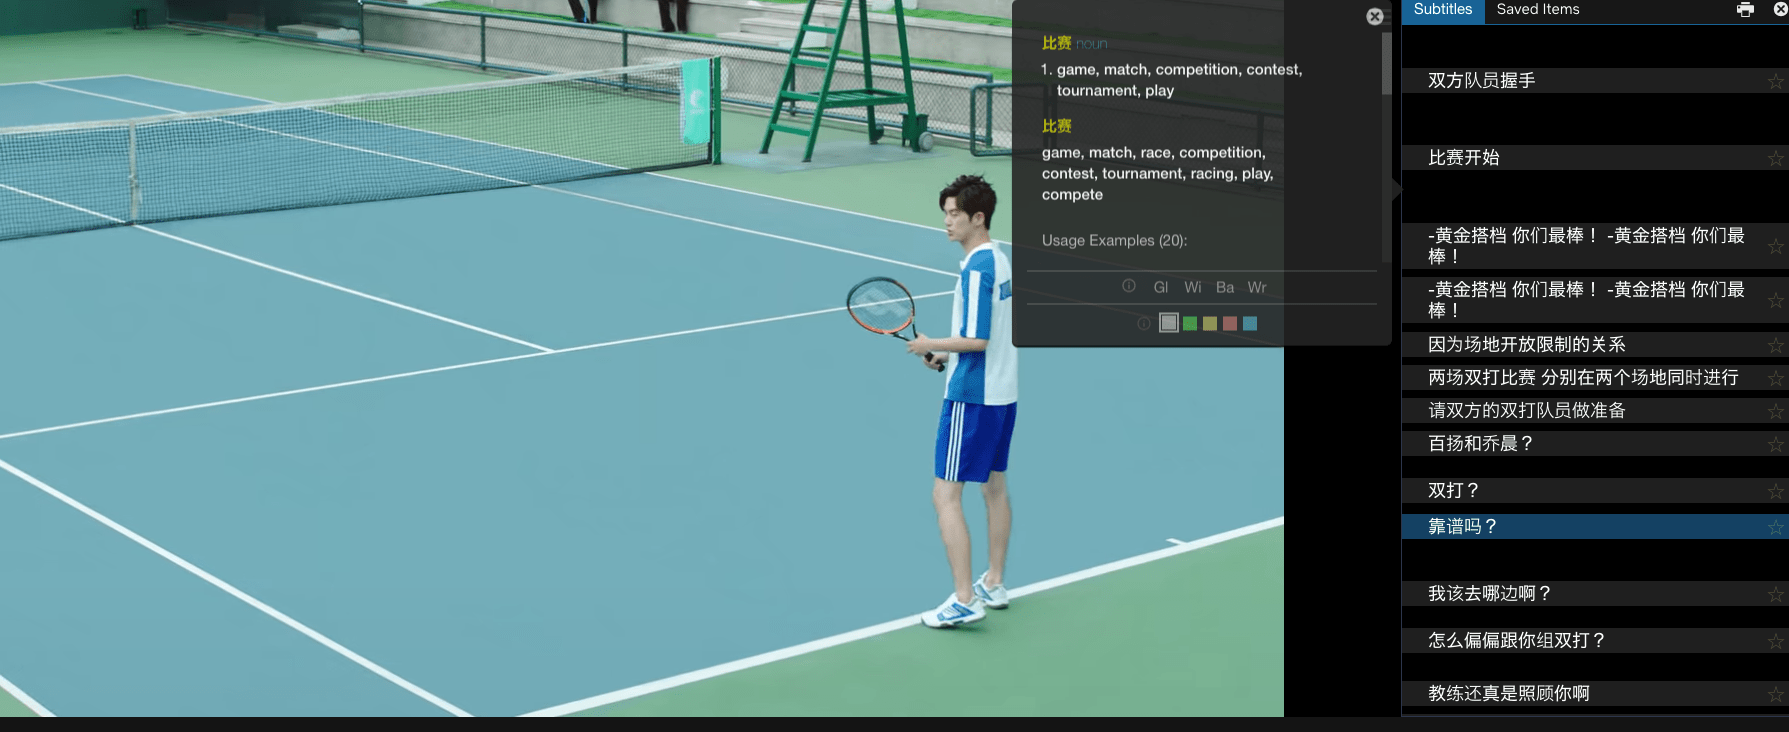 比赛 noun
1. game, match, competition, contest,
tournament, play
比赛
game, match, race, competition,
contest, tournament, racing, play,
compete
Usage Examples (20):
Gl Wi Ba Wr
Subtitles Saved Items
双方队员握手
比赛开始
-黄金搭档 你们最棒！ -黄金搭档 你们最
棒！
-黄金搭档 你们最棒！ -黄金搭档 你们最
棒！
因为场地开放限制的关系
两场双打比赛 分别在两个场地同时进行
请双方的双打队员做准备
百扬和乔晨？
双打？
靠谱吗？
我该去哪边啊？
怎么偏偏跟你组双打？
教练还真是照顾你啊